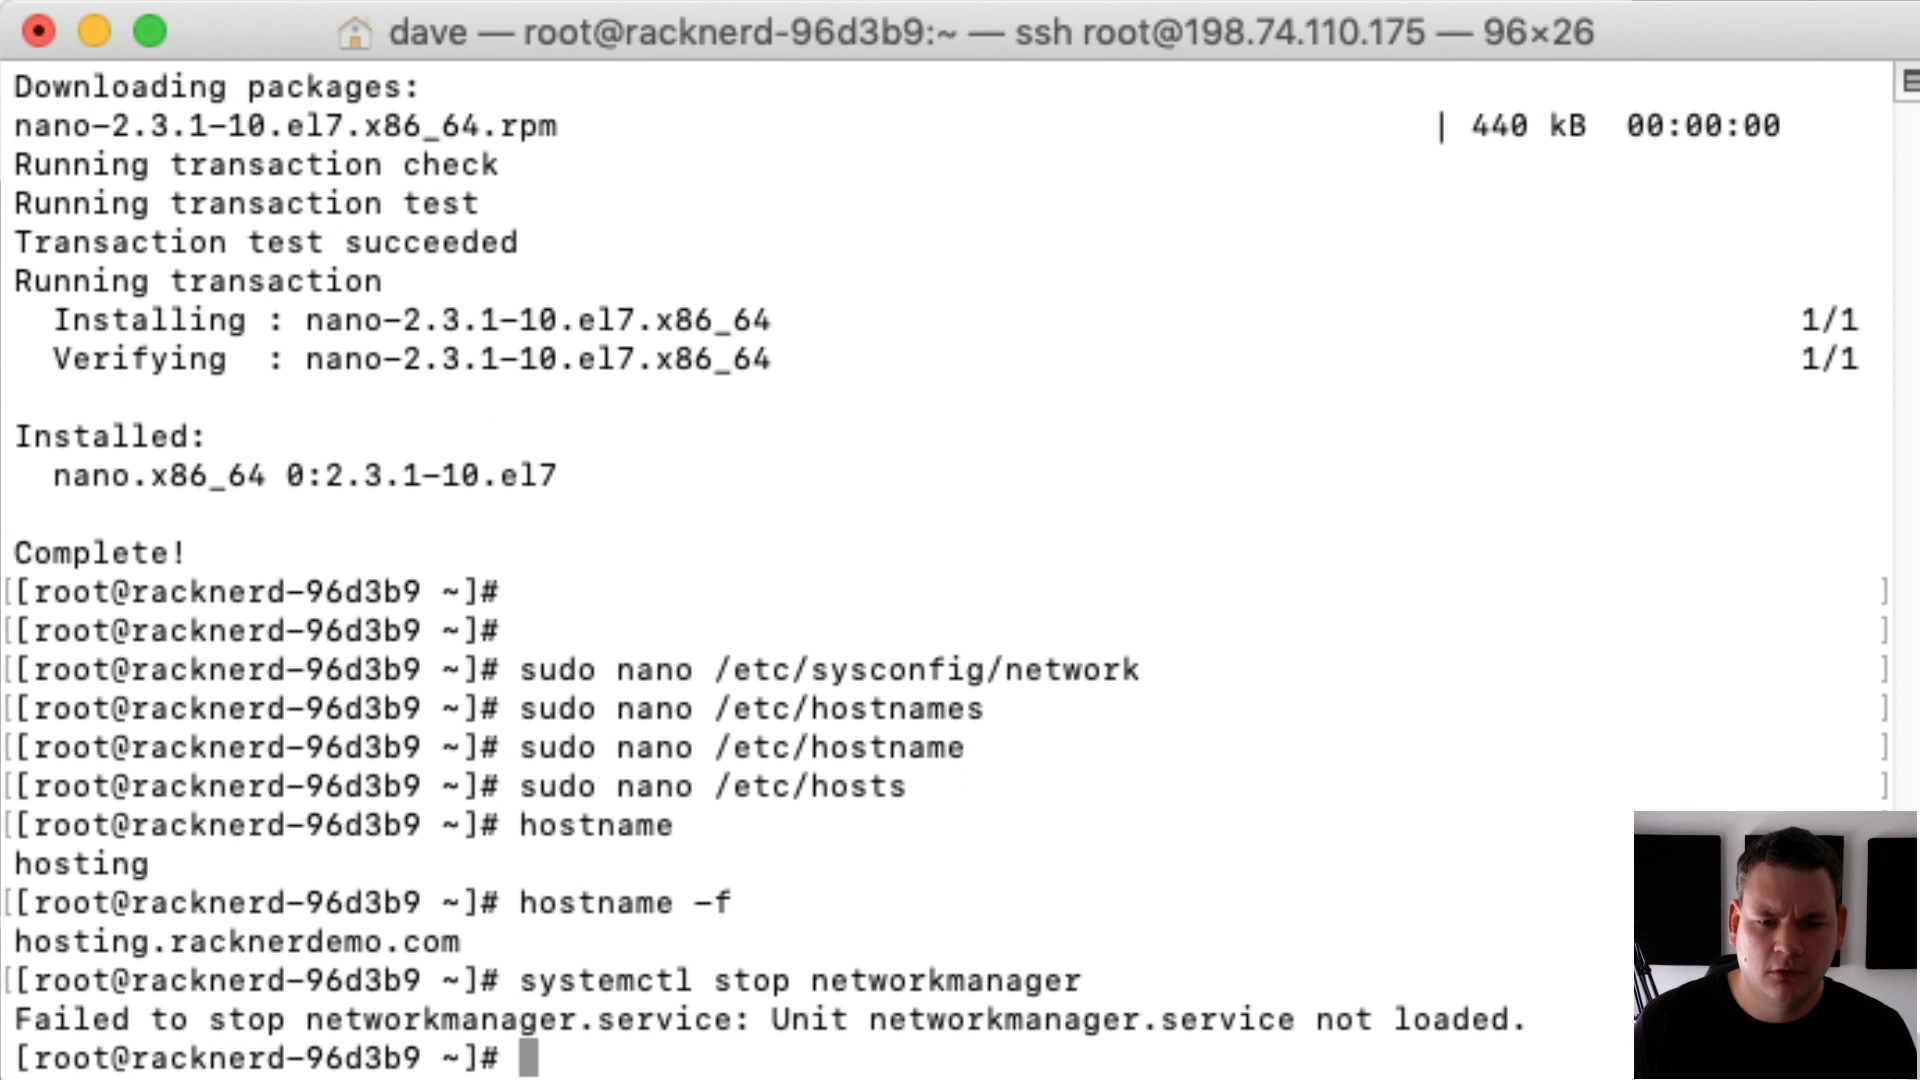 dave — root@racknerd-96d3b9:~ — ssh root@198.74.110.175 — 96×26
Downloading packages:
nano-2.3.1-10.el7.x86_64.rpm | 440 kB 00:00:00
Running transaction check
Running transaction test
Transaction test succeeded
Running transaction
Installing : nano-2.3.1-10.el7.x86_64 1/1
Verifying : nano-2.3.1-10.el7.x86_64 1/1
Installed:
nano.x86_64 0:2.3.1-10.el7
Complete!
[[root@racknerd-96d3b9 ~]# ]
[[root@racknerd-96d3b9 ~]# ]
[[root@racknerd-96d3b9 ~]# sudo nano /etc/sysconfig/network ]
[[root@racknerd-96d3b9 ~]# sudo nano /etc/hostnames ]
[[root@racknerd-96d3b9 ~]# sudo nano /etc/hostname ]
[[root@racknerd-96d3b9 ~]# sudo nano /etc/hosts ]
[[root@racknerd-96d3b9 ~]# hostname
hosting
[[root@racknerd-96d3b9 ~]# hostname -f
hosting.racknerdemo.com
[[root@racknerd-96d3b9 ~]# systemctl stop networkmanager
Failed to stop networkmanager.service: Unit networkmanager.service not loaded.
[root@racknerd-96d3b9 ~]#